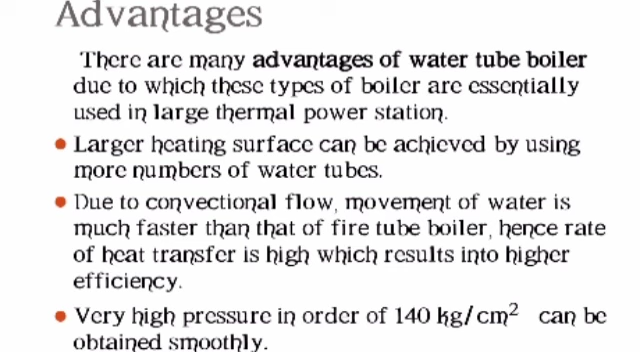 Advantages
There are many advantages of water tube boiler
due to which these types of boiler are essentially
used in large thermal power station.
• Larger heating surface can be achieved by using
more numbers of water tubes.
• Due to convectional flow, movement of water is
much faster than that of fire tube boiler, hence rate
of heat transfer is high which results into higher
efficiency.
• Very high pressure in order of 140 kg/cm² can be
obtained smoothly.